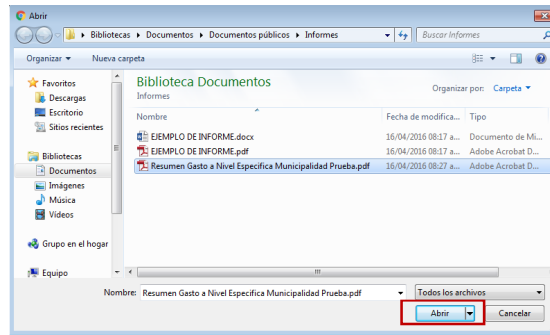 Abrir
Bibliotecas ▸ Documentos ▸ Documentos públicos ▸ Informes
Buscar Informes
Organizar
Nueva carpeta
Favoritos
Descargas
Escritorio
Sitios recientes
Bibliotecas
Documentos
Imágenes
Música
Vídeos
Grupo en el hogar
Equipo
Biblioteca Documentos
Informes
Organizar por: Carpeta
Nombre Fecha de modifica... Tipo
EJEMPLO DE INFORME.docx 16/04/2016 08:17 a... Documento de Mi...
EJEMPLO DE INFORME.pdf 16/04/2016 08:17 a... Adobe Acrobat D...
Resumen Gasto a Nivel Especifica Municipalidad Prueba.pdf 16/04/2016 08:27 a... Adobe Acrobat D...
Nombre: Resumen Gasto a Nivel Especifica Municipalidad Prueba.pdf
Todos los archivos
Abrir
Cancelar